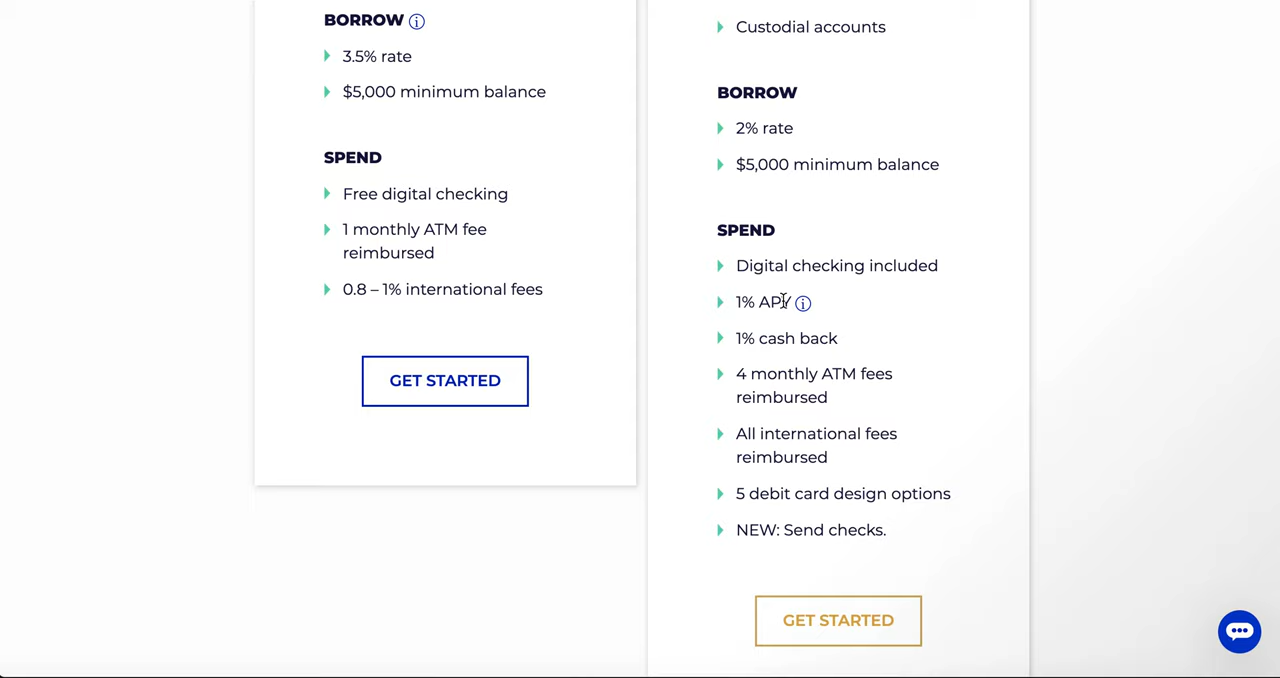 BORROW
3.5% rate
$5,000 minimum balance
SPEND
Free digital checking
1 monthly ATM fee
reimbursed
0.8 – 1% international fees
GET STARTED
Custodial accounts
BORROW
2% rate
$5,000 minimum balance
SPEND
Digital checking included
1% APY
1% cash back
4 monthly ATM fees
reimbursed
All international fees
reimbursed
5 debit card design options
NEW: Send checks.
GET STARTED